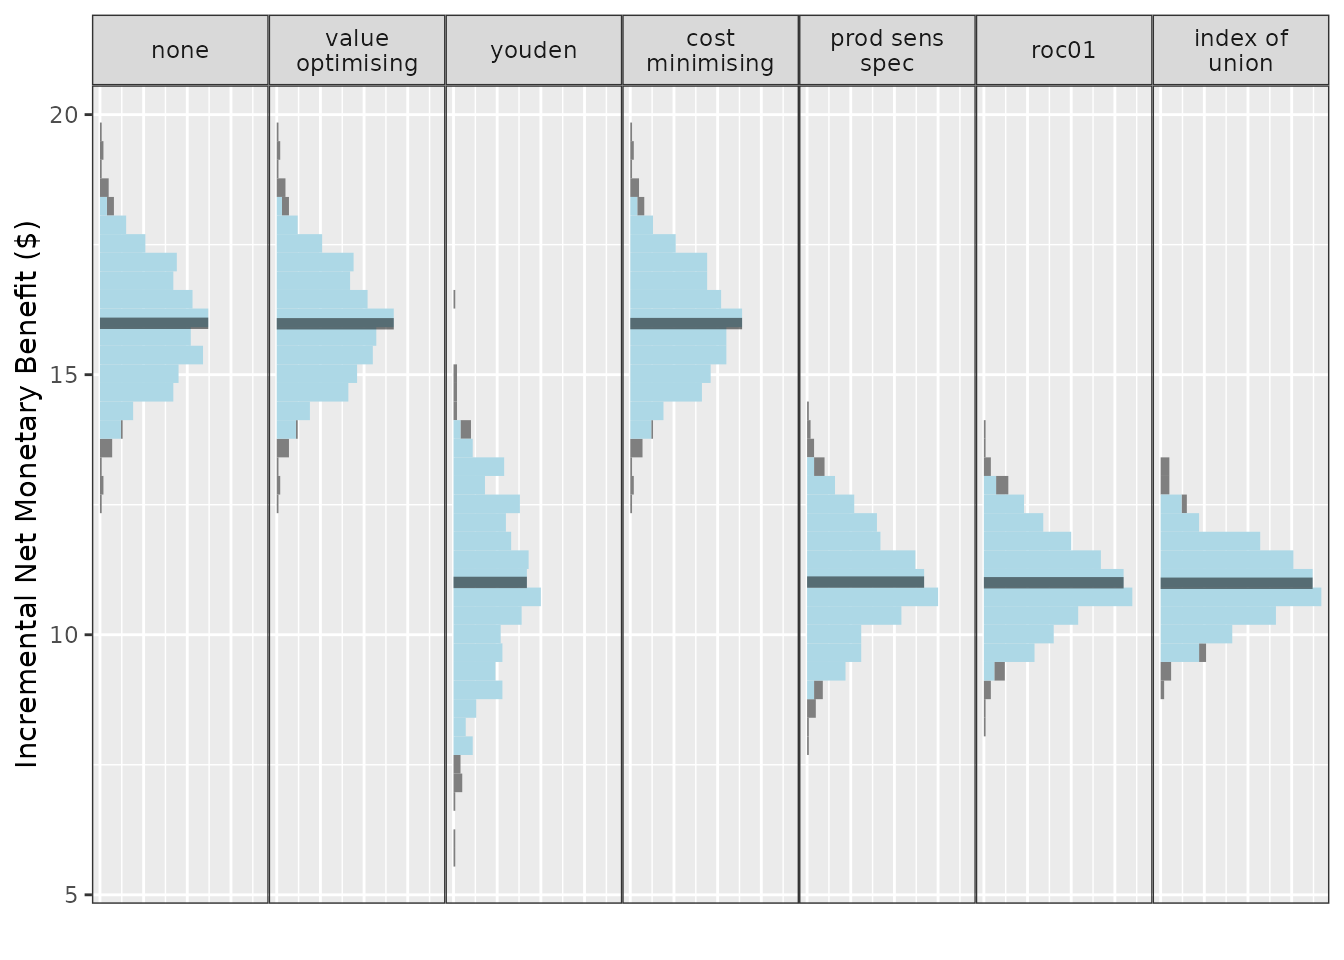 none
value
optimising
youden
cost
minimising
prod sens
spec
roc01
index of
union
20
15
10
5
Incremental Net Monetary Benefit ($)